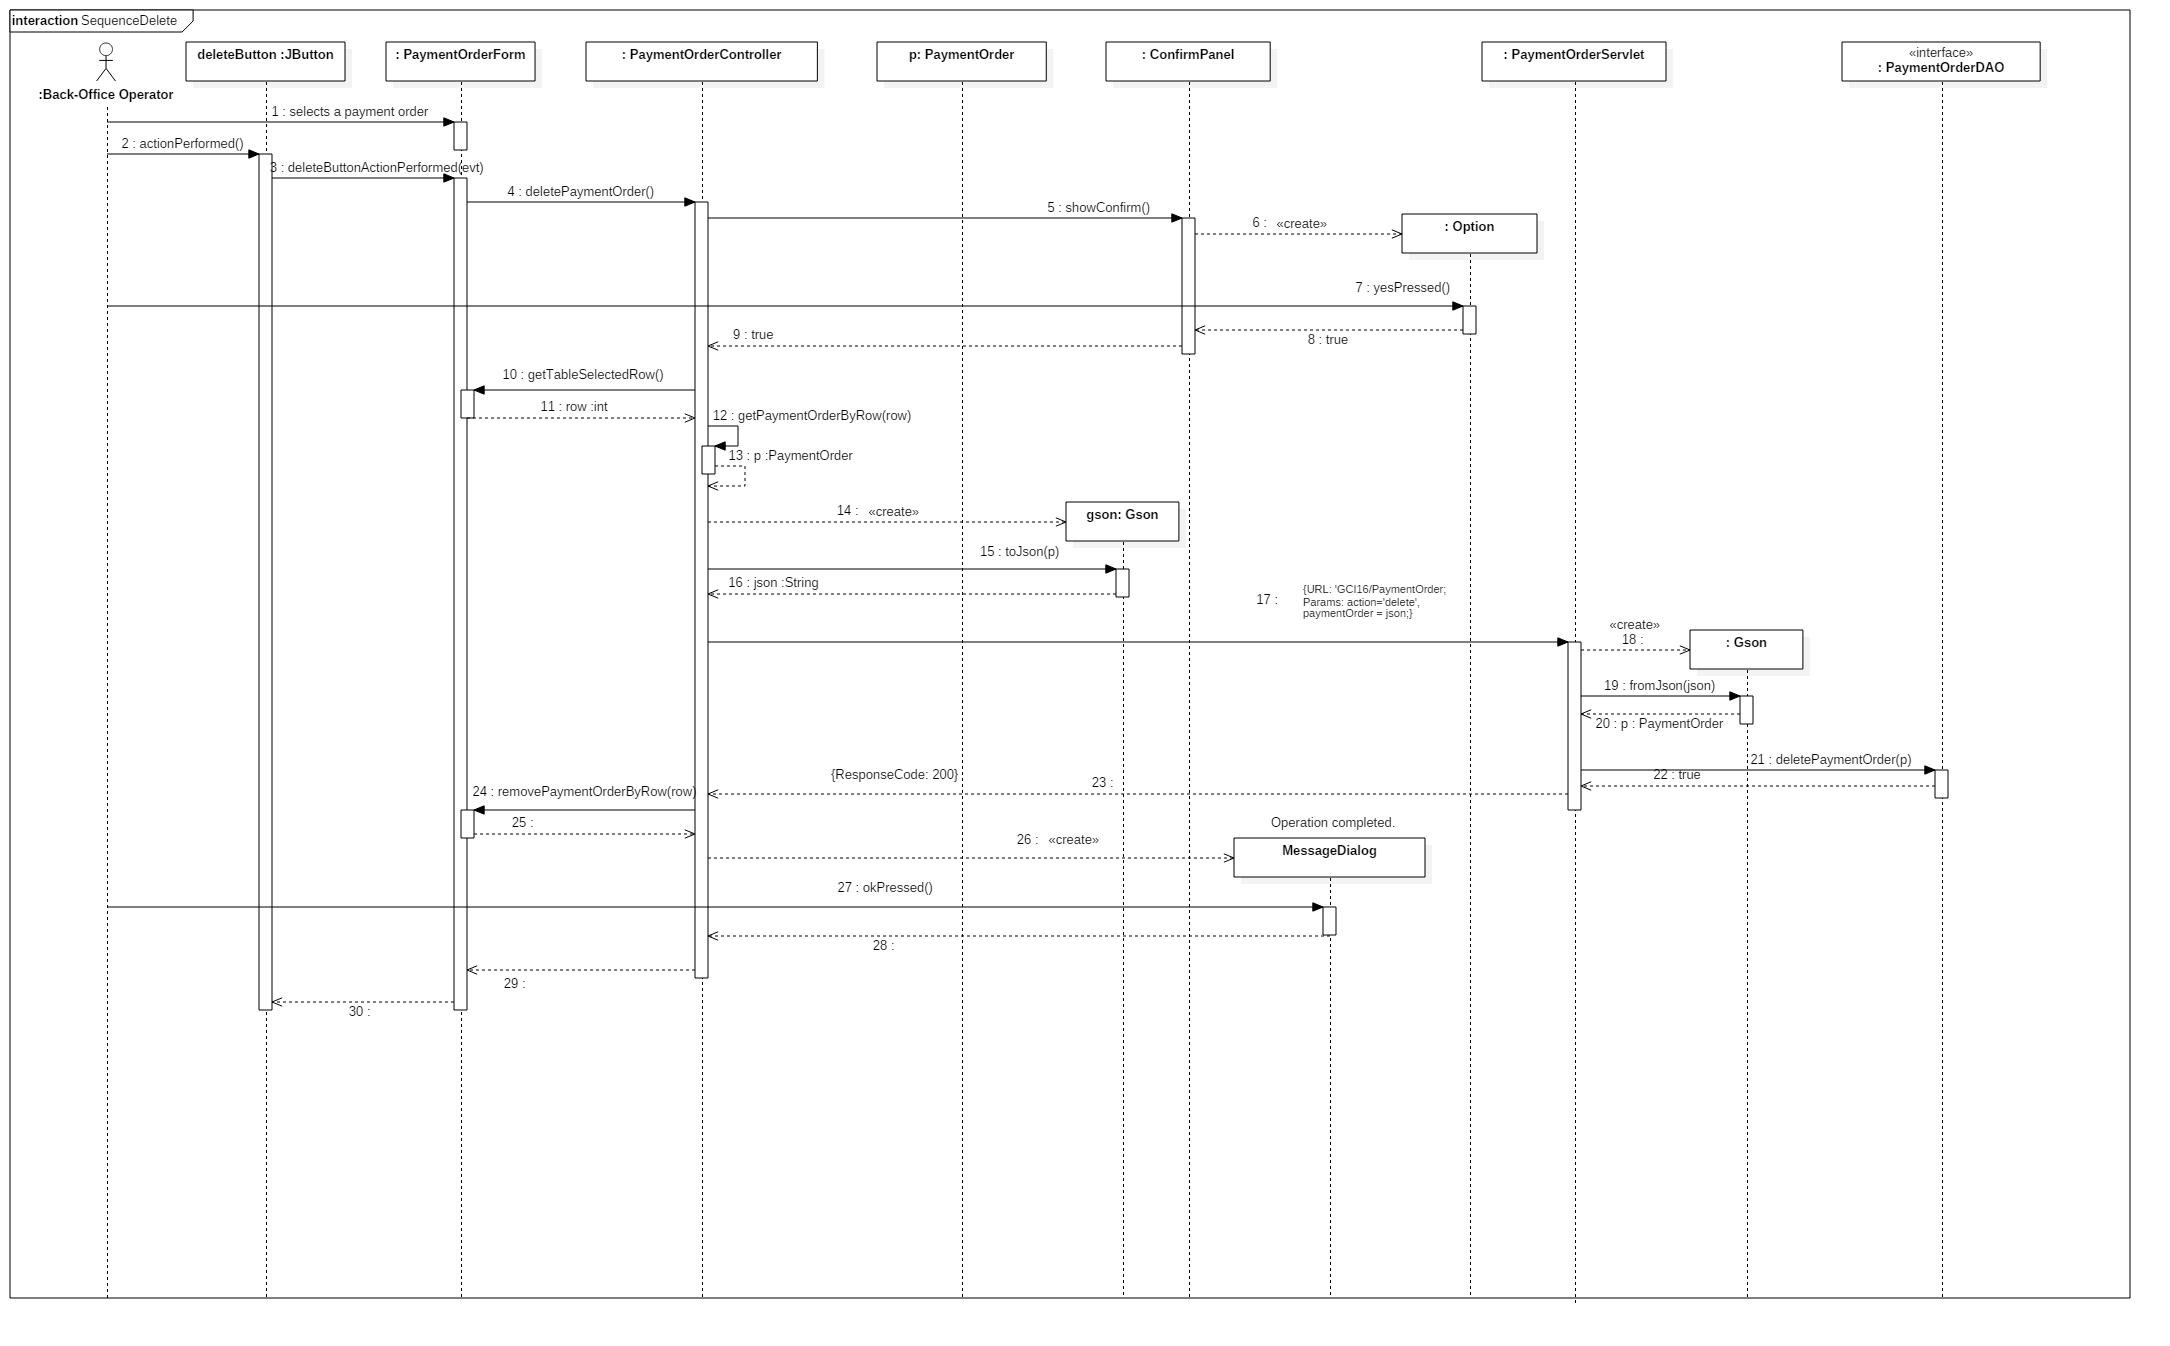 interaction SequenceDelete
:Back-Office Operator
deleteButton :JButton
: PaymentOrderForm
: PaymentOrderController
p: PaymentOrder
: ConfirmPanel
: PaymentOrderServlet
«interface»
: PaymentOrderDAO
1 : selects a payment order
2 : actionPerformed()
3 : deleteButtonActionPerformed(evt)
4 : deletePaymentOrder()
5 : showConfirm()
6 : «create»
: Option
7 : yesPressed()
8 : true
9 : true
10 : getTableSelectedRow()
11 : row :int
12 : getPaymentOrderByRow(row)
13 : p :PaymentOrder
14 : «create»
gson: Gson
15 : toJson(p)
16 : json :String
17 :
{URL: 'GCI16/PaymentOrder;
Params: action='delete',
paymentOrder = json;}
«create»
18 :
: Gson
19 : fromJson(json)
20 : p : PaymentOrder
21 : deletePaymentOrder(p)
22 : true
{ResponseCode: 200}
23 :
24 : removePaymentOrderByRow(row)
25 :
Operation completed.
26 : «create»
MessageDialog
27 : okPressed()
28 :
29 :
30 :